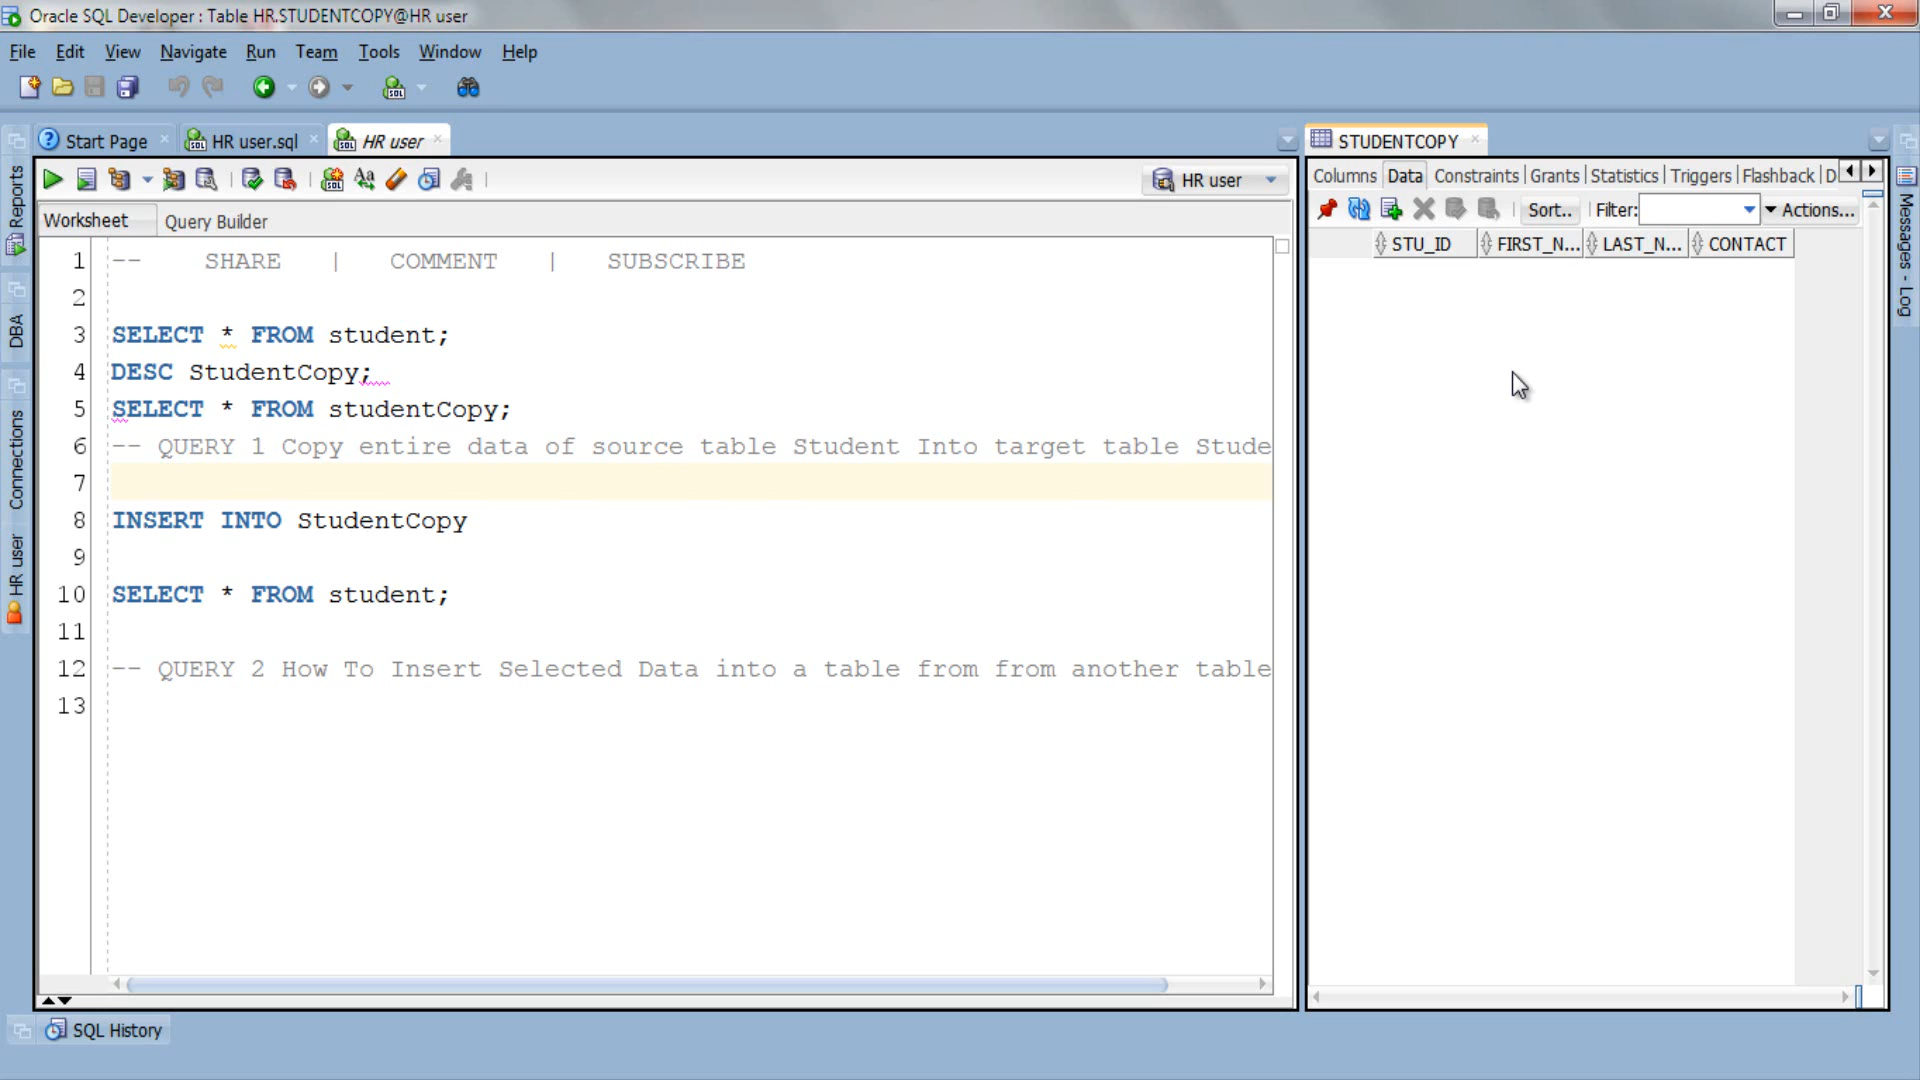 Oracle SQL Developer : Table HR.STUDENTCOPY@HR user
File Edit View Navigate Run Team Tools Window Help
Start Page HR user.sql HR user
STUDENTCOPY
HR user
Columns Data Constraints Grants Statistics Triggers Flashback D
Sort.. Filter: Actions...
Worksheet Query Builder
STU_ID FIRST_N... LAST_N... CONTACT
1 -- SHARE | COMMENT | SUBSCRIBE
2
3 SELECT * FROM student;
4 DESC StudentCopy;
5 SELECT * FROM studentCopy;
6 -- QUERY 1 Copy entire data of source table Student Into target table Stude
7
8 INSERT INTO StudentCopy
9
10 SELECT * FROM student;
11
12 -- QUERY 2 How To Insert Selected Data into a table from from another table
13
Reports
DBA
Connections
HR user
Messages - Log
SQL History